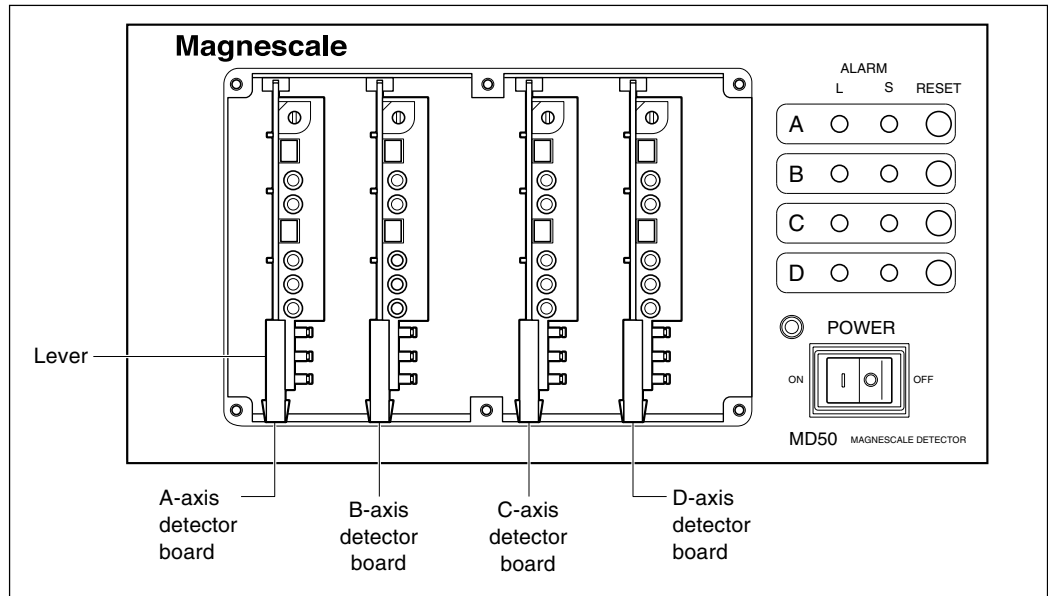 Magnescale
ALARM
L S RESET
A
B
C
D
POWER
ON | O OFF
MD50 MAGNESCALE DETECTOR
Lever
A-axis
detector
board
B-axis
detector
board
C-axis
detector
board
D-axis
detector
board